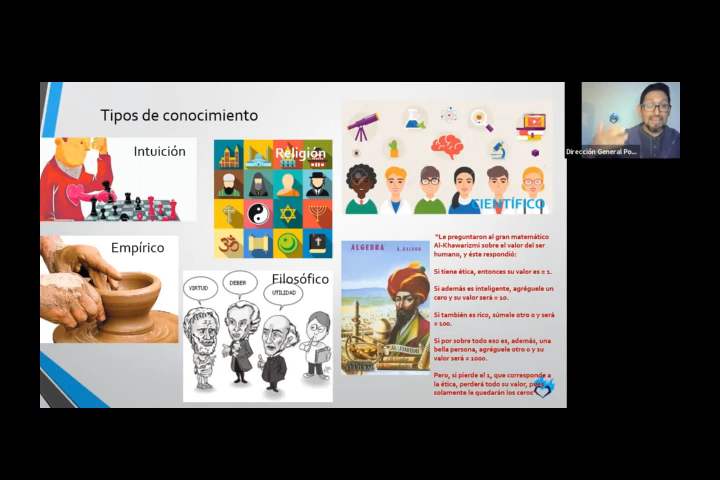 Tipos de conocimiento
Intuición
Religión
CIENTÍFICO
Empírico
Filosófico
VIRTUD
DEBER
UTILIDAD
ALGEBRA
A. BALDOR
"Le preguntaron al gran matemático
Al-Khawarizmi sobre el valor del ser
humano, y éste respondió:
Si tiene ética, entonces su valor es = 1.
Si además es inteligente, agréguele un
cero y su valor será = 10.
Si también es rico, súmele otro 0 y será
= 100.
Si por sobre todo eso es, además, una
bella persona, agréguele otro 0 y su
valor será = 1000.
Pero, si pierde el 1, que corresponde a
la ética, perderá todo su valor, pues
solamente le quedarán los ceros"
Dirección General Po...